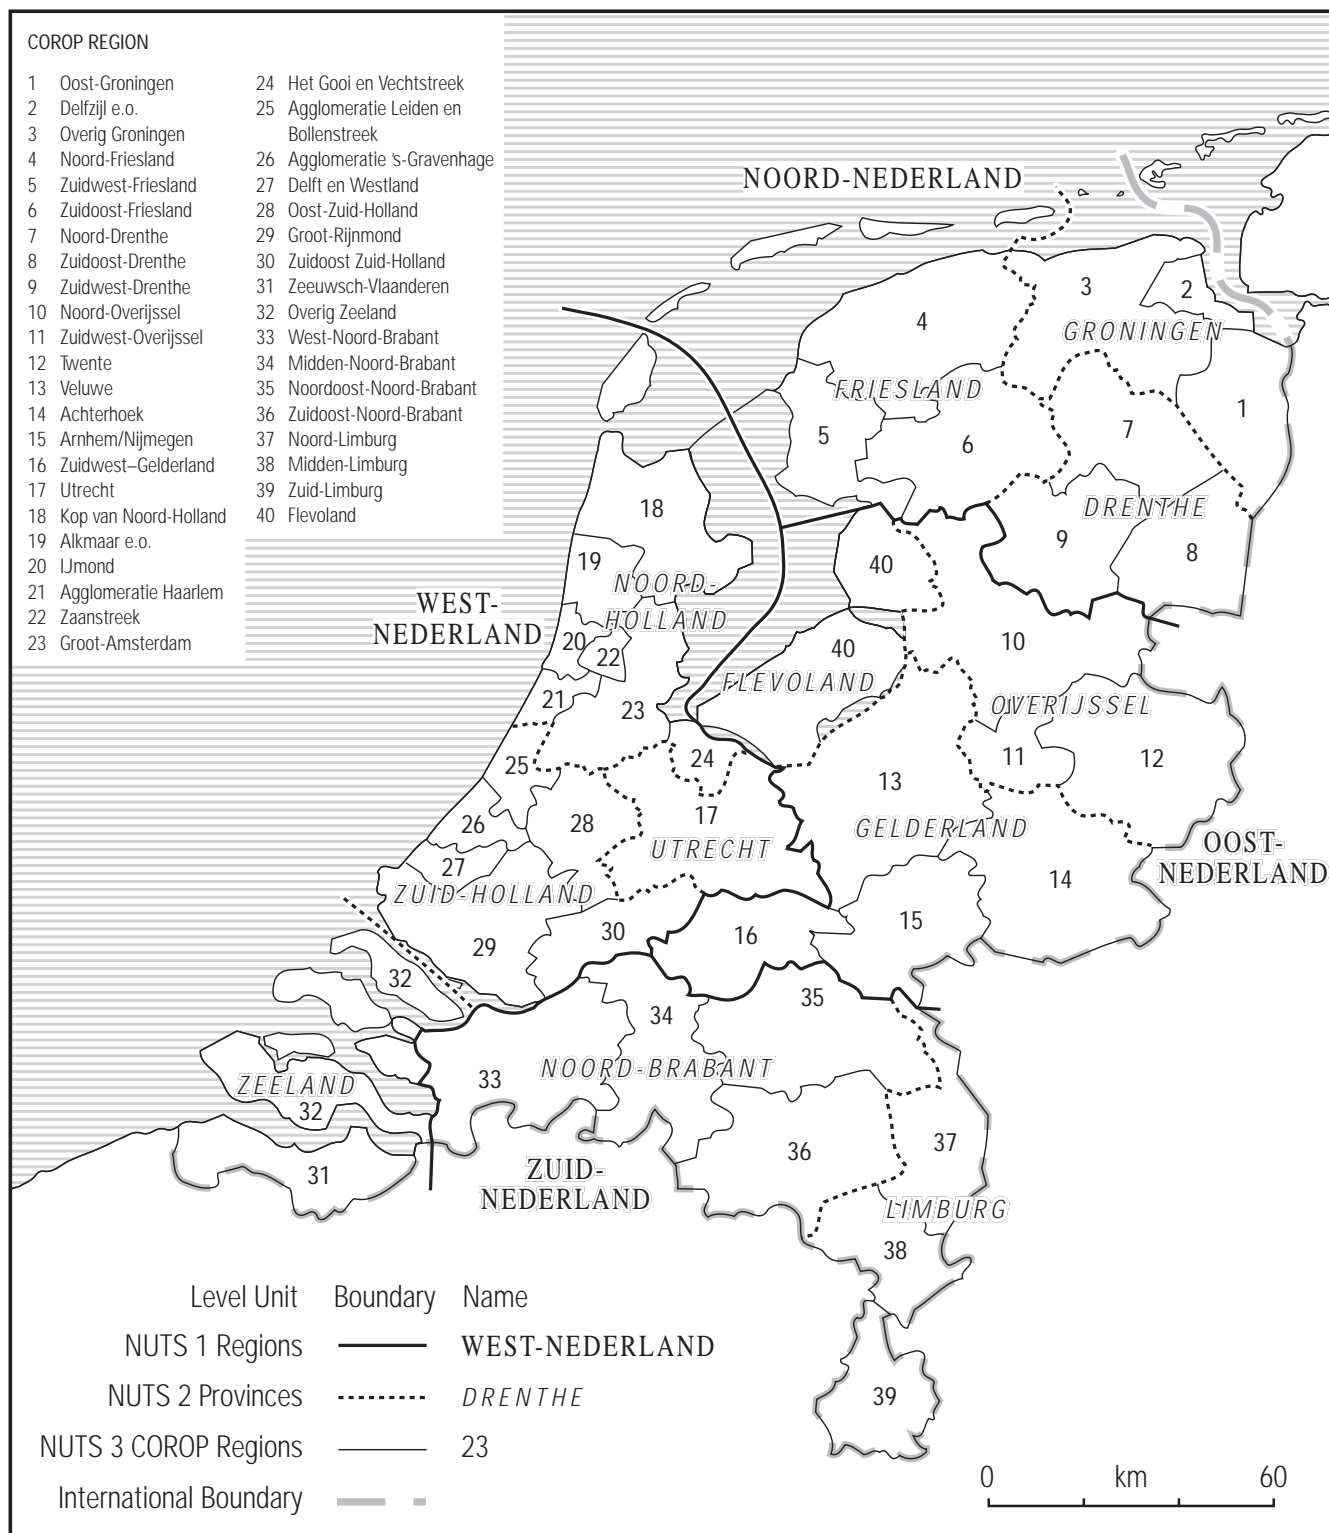 COROP REGION
1 Oost-Groningen
2 Delfzijl e.o.
3 Overig Groningen
4 Noord-Friesland
5 Zuidwest-Friesland
6 Zuidoost-Friesland
7 Noord-Drenthe
8 Zuidoost-Drenthe
9 Zuidwest-Drenthe
10 Noord-Overijssel
11 Zuidwest-Overijssel
12 Twente
13 Veluwe
14 Achterhoek
15 Arnhem/Nijmegen
16 Zuidwest–Gelderland
17 Utrecht
18 Kop van Noord-Holland
19 Alkmaar e.o.
20 IJmond
21 Agglomeratie Haarlem
22 Zaanstreek
23 Groot-Amsterdam
24 Het Gooi en Vechtstreek
25 Agglomeratie Leiden en
Bollenstreek
26 Agglomeratie 's-Gravenhage
27 Delft en Westland
28 Oost-Zuid-Holland
29 Groot-Rijnmond
30 Zuidoost Zuid-Holland
31 Zeeuwsch-Vlaanderen
32 Overig Zeeland
33 West-Noord-Brabant
34 Midden-Noord-Brabant
35 Noordoost-Noord-Brabant
36 Zuidoost-Noord-Brabant
37 Noord-Limburg
38 Midden-Limburg
39 Zuid-Limburg
40 Flevoland
NOORD-NEDERLAND
3
2
4
GRONINGEN
FRIESLAND
1
5
6
7
18
DRENTHE
9
8
19
40
NOORD-
HOLLAND
WEST-
NEDERLAND
20
22
10
40
FLEVOLAND
21
23
OVERIJSSEL
25
24
11
12
13
17
26
28
GELDERLAND
UTRECHT
OOST-
NEDERLAND
27
14
ZUID-HOLLAND
15
30
16
29
32
35
34
NOORD-BRABANT
33
ZEELAND
32
37
36
31
ZUID-
NEDERLAND
LIMBURG
38
39
Level Unit Boundary Name
NUTS 1 Regions WEST-NEDERLAND
NUTS 2 Provinces DRENTHE
NUTS 3 COROP Regions 23
International Boundary
0 km 60